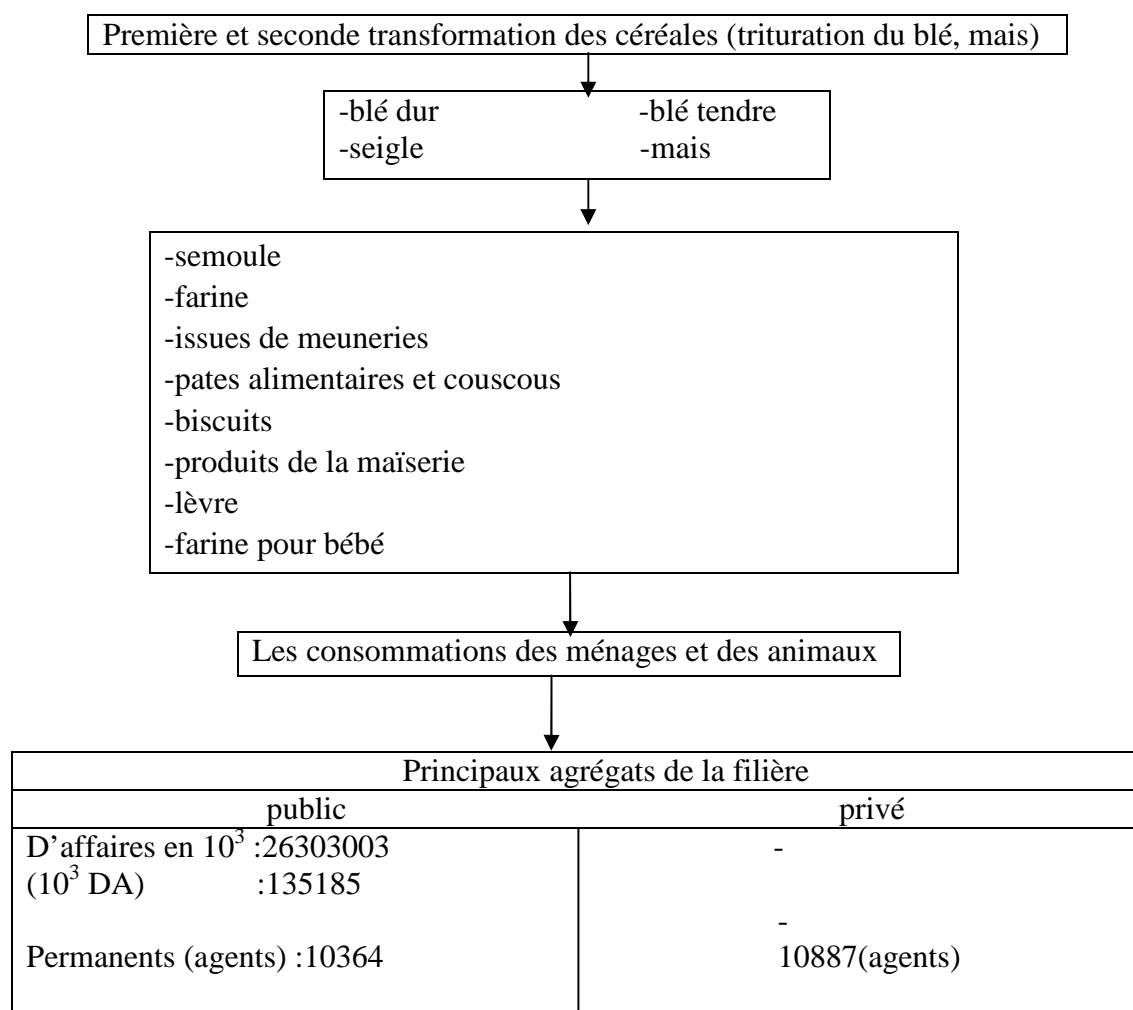 Première et seconde transformation des céréales (trituration du blé, mais)
-blé dur -blé tendre
-seigle -mais
-semoule
-farine
-issues de meuneries
-pates alimentaires et couscous
-biscuits
-produits de la maïserie
-lèvre
-farine pour bébé
Les consommations des ménages et des animaux
Principaux agrégats de la filière
public privé
D’affaires en 10³ :26303003 -
(10³ DA) :135185
-
Permanents (agents) :10364 10887(agents)